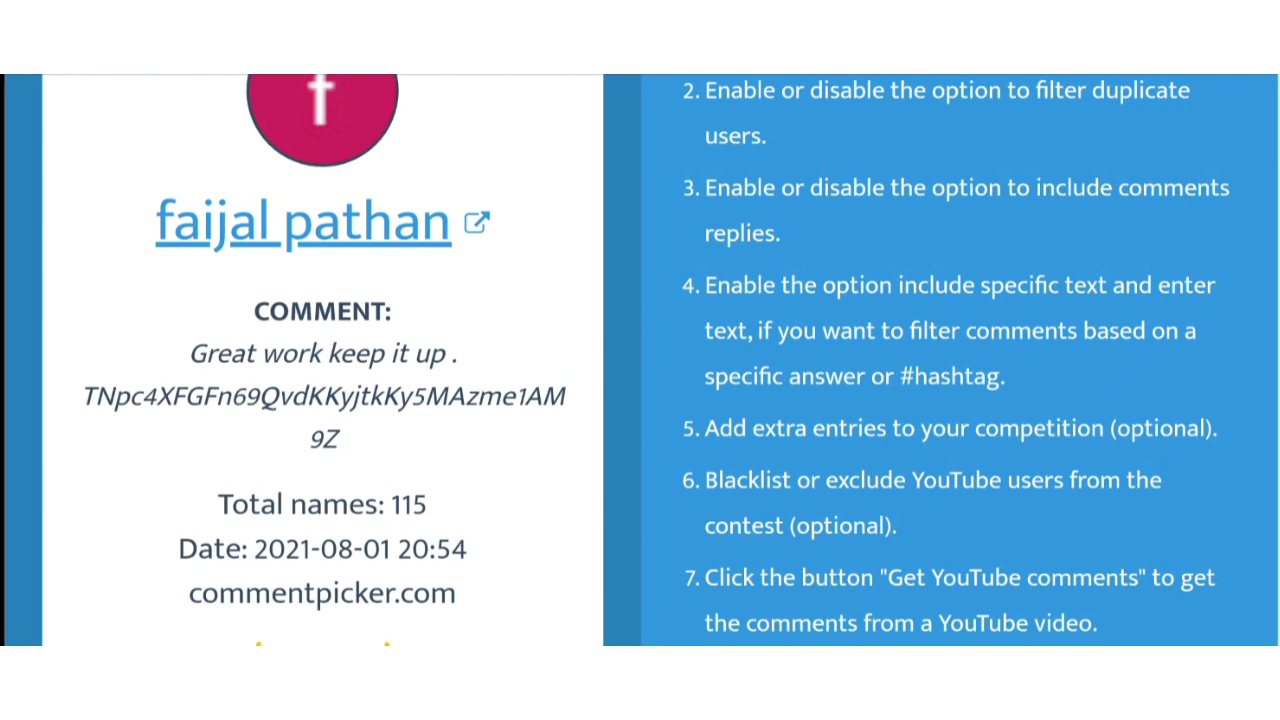 f
faijal pathan
COMMENT:
Great work keep it up .
TNpc4XFGFn69QvdKKyjtkKy5MAzme1AM
9Z
Total names: 115
Date: 2021-08-01 20:54
commentpicker.com
2. Enable or disable the option to filter duplicate
users.
3. Enable or disable the option to include comments
replies.
4. Enable the option include specific text and enter
text, if you want to filter comments based on a
specific answer or #hashtag.
5. Add extra entries to your competition (optional).
6. Blacklist or exclude YouTube users from the
contest (optional).
7. Click the button "Get YouTube comments" to get
the comments from a YouTube video.